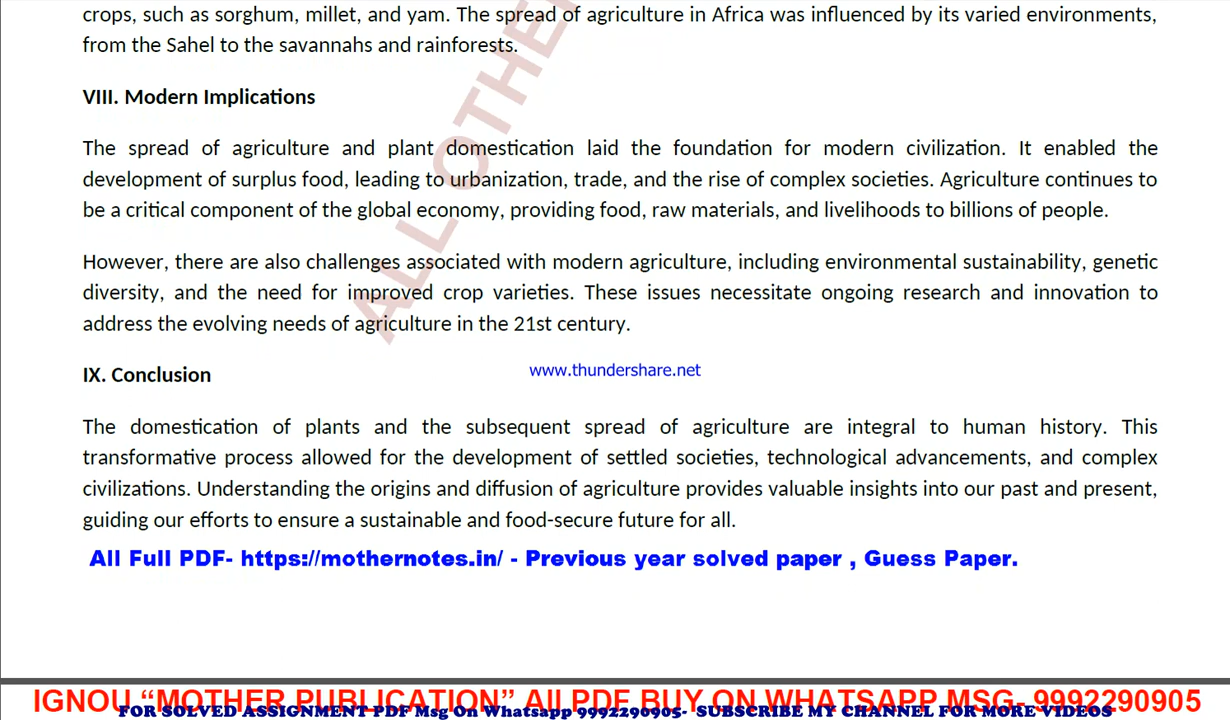 crops, such as sorghum, millet, and yam. The spread of agriculture in Africa was influenced by its varied environments,
from the Sahel to the savannahs and rainforests.
VIII. Modern Implications
The spread of agriculture and plant domestication laid the foundation for modern civilization. It enabled the
development of surplus food, leading to urbanization, trade, and the rise of complex societies. Agriculture continues to
be a critical component of the global economy, providing food, raw materials, and livelihoods to billions of people.
However, there are also challenges associated with modern agriculture, including environmental sustainability, genetic
diversity, and the need for improved crop varieties. These issues necessitate ongoing research and innovation to
address the evolving needs of agriculture in the 21st century.
www.thundershare.net
IX. Conclusion
The domestication of plants and the subsequent spread of agriculture are integral to human history. This
transformative process allowed for the development of settled societies, technological advancements, and complex
civilizations. Understanding the origins and diffusion of agriculture provides valuable insights into our past and present,
guiding our efforts to ensure a sustainable and food-secure future for all.
All Full PDF- https://mothernotes.in/ - Previous year solved paper , Guess Paper.
IGNOU “MOTHER PUBLICATION” All PDF BUY ON WHATSAPP MSG- 9992290905
FOR SOLVED ASSIGNMENT PDF Msg On Whatsapp 9992290905- SUBSCRIBE MY CHANNEL FOR MORE VIDEOS
ALL OTHE